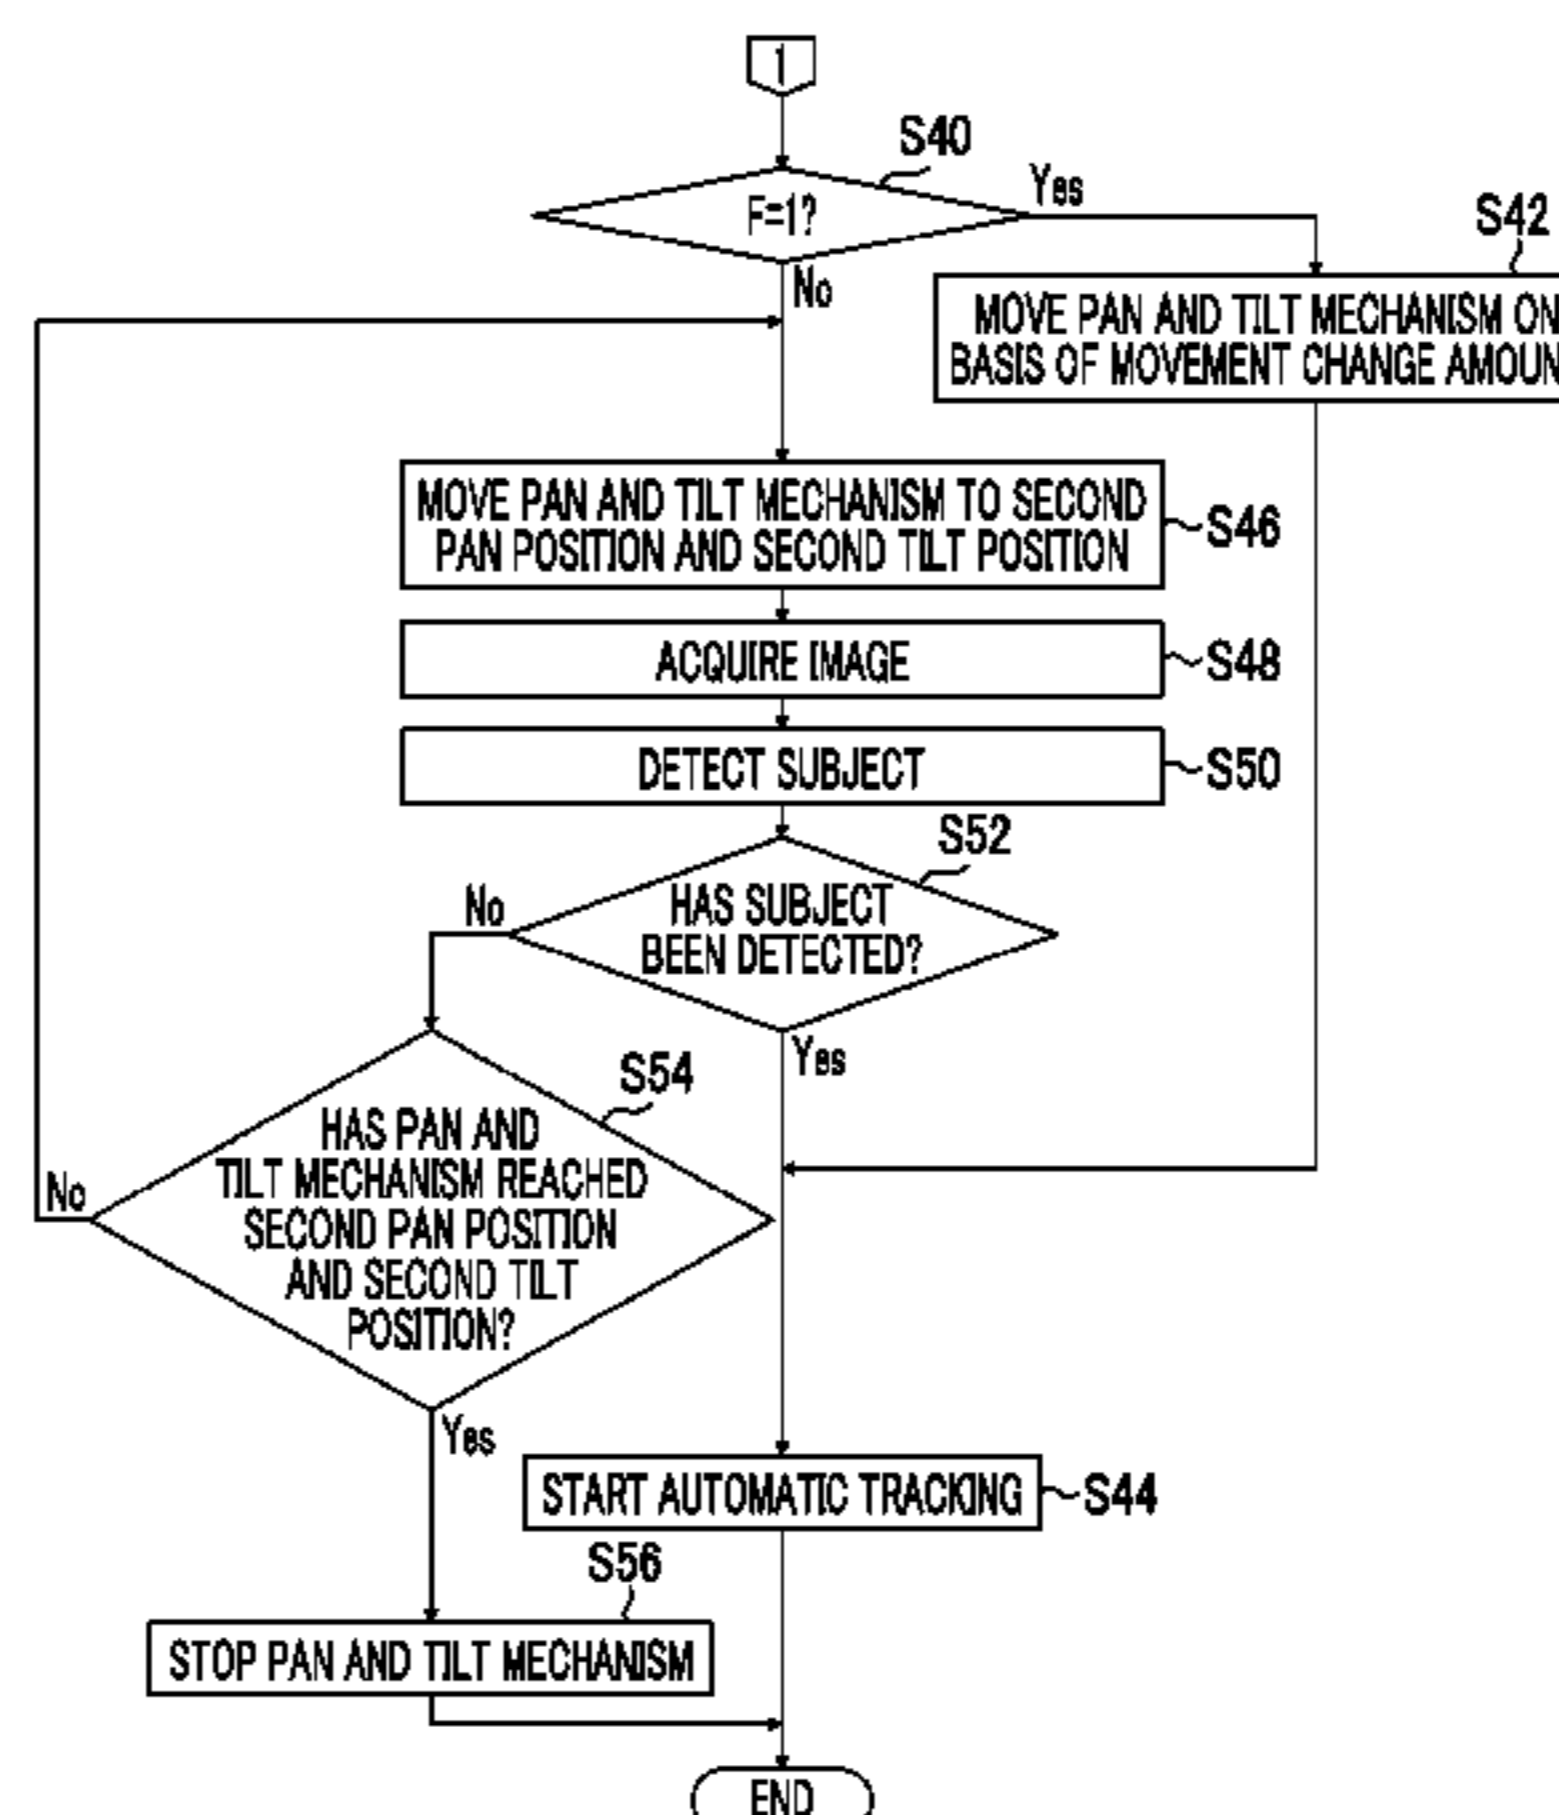 1
S40
F=1?
Yes
No
S42
MOVE PAN AND TILT MECHANISM ON
BASIS OF MOVEMENT CHANGE AMOUN
MOVE PAN AND TILT MECHANISM TO SECOND
PAN POSITION AND SECOND TILT POSITION
S46
ACQUIRE IMAGE
S48
DETECT SUBJECT
S50
S52
HAS SUBJECT
BEEN DETECTED?
No
Yes
S54
HAS PAN AND
TILT MECHANISM REACHED
SECOND PAN POSITION
AND SECOND TILT
POSITION?
No
Yes
START AUTOMATIC TRACKING
S44
S56
STOP PAN AND TILT MECHANISM
END